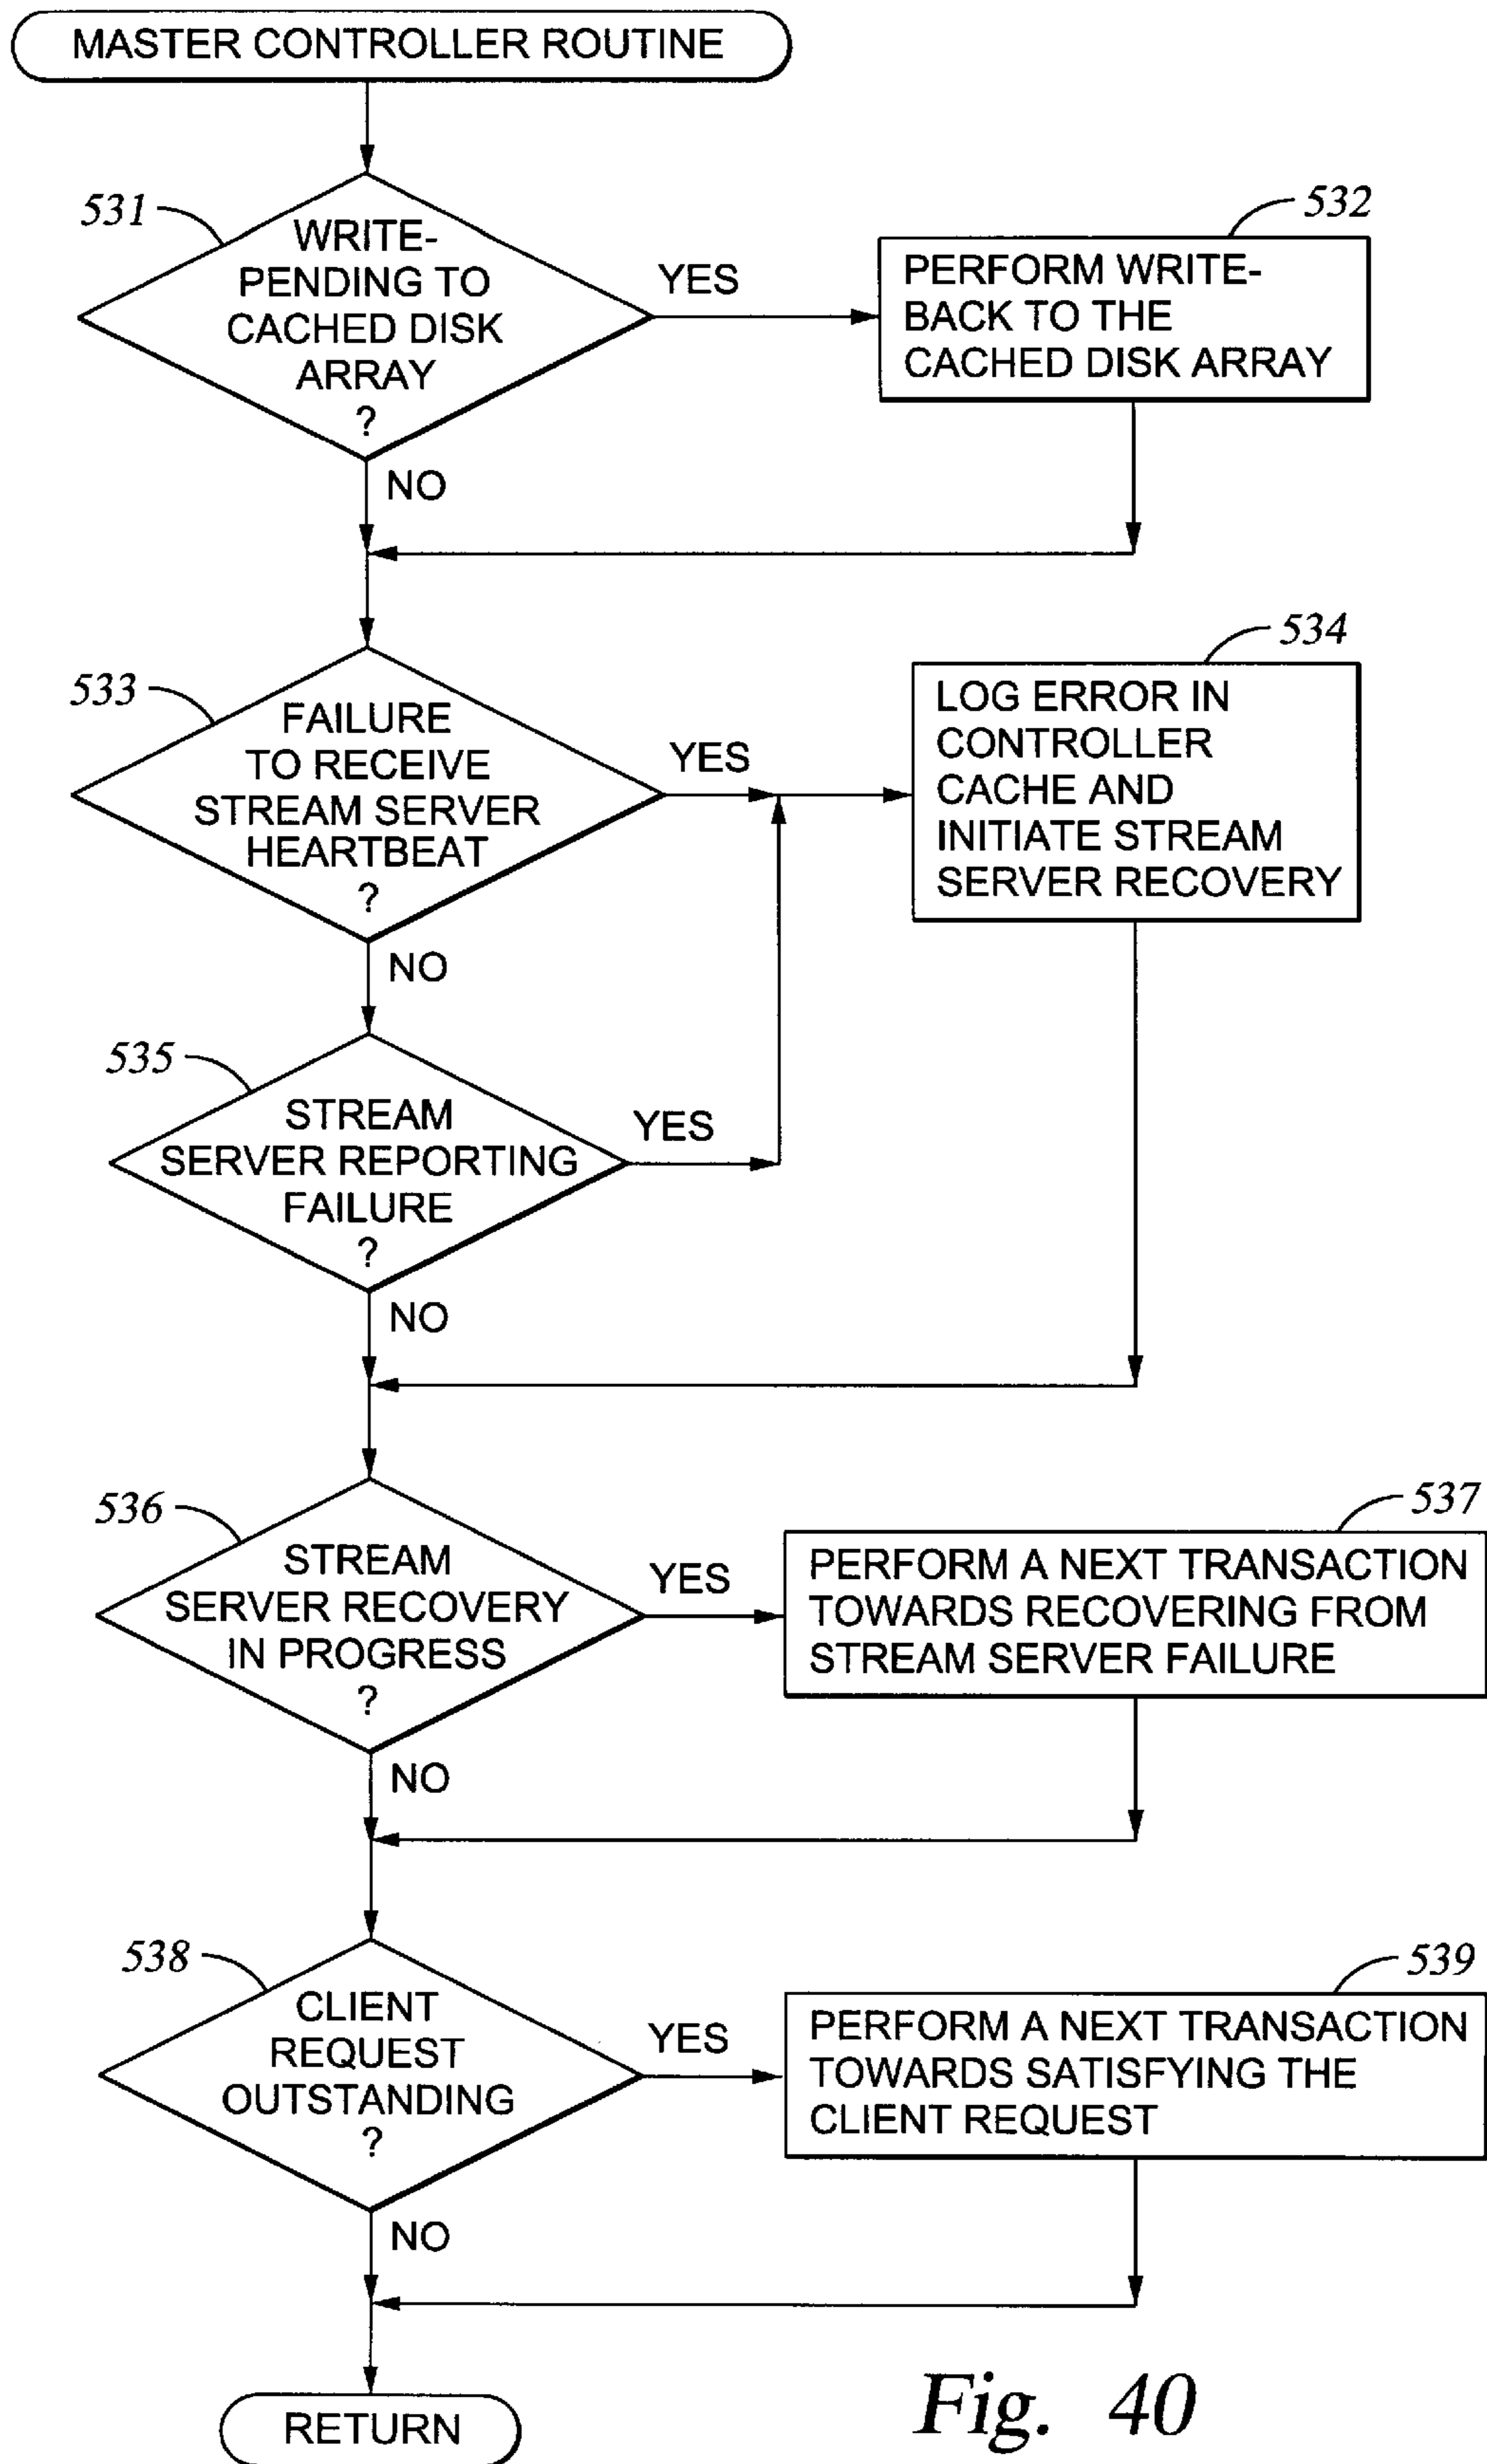 MASTER CONTROLLER ROUTINE
531
WRITE-
PENDING TO
CACHED DISK
ARRAY
?
YES
532
PERFORM WRITE-
BACK TO THE
CACHED DISK ARRAY
NO
533
FAILURE
TO RECEIVE
STREAM SERVER
HEARTBEAT
?
YES
534
LOG ERROR IN
CONTROLLER
CACHE AND
INITIATE STREAM
SERVER RECOVERY
NO
535
STREAM
SERVER REPORTING
FAILURE
?
YES
NO
536
STREAM
SERVER RECOVERY
IN PROGRESS
?
YES
537
PERFORM A NEXT TRANSACTION
TOWARDS RECOVERING FROM
STREAM SERVER FAILURE
NO
538
CLIENT
REQUEST
OUTSTANDING
?
YES
539
PERFORM A NEXT TRANSACTION
TOWARDS SATISFYING THE
CLIENT REQUEST
NO
RETURN
Fig. 40